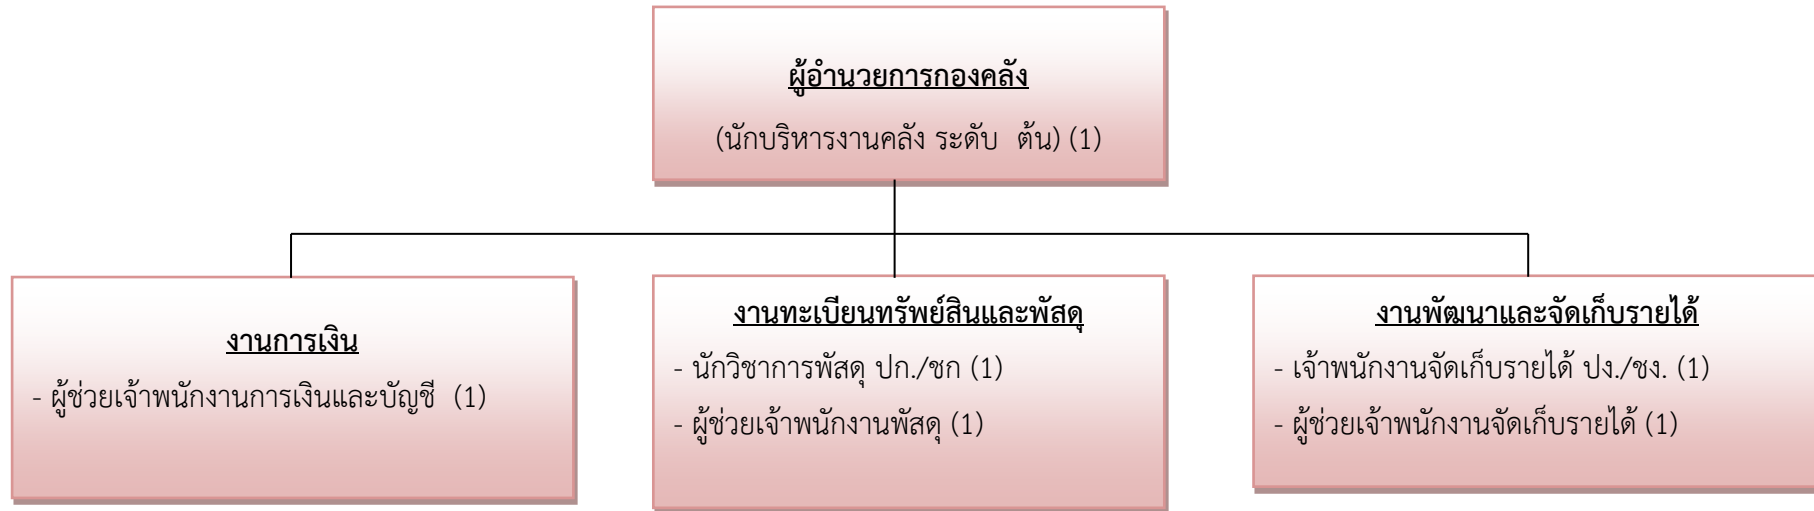 ผู้อำนวยการกองคลัง
(นักบริหารงานคลัง ระดับ  ต้น) (1)
งานการเงิน
- ผู้ช่วยเจ้าพนักงานการเงินและบัญชี  (1)
งานทะเบียนทรัพย์สินและพัสดุ
- นักวิชาการพัสดุ ปก./ชก (1)
- ผู้ช่วยเจ้าพนักงานพัสดุ (1)
งานพัฒนาและจัดเก็บรายได้
- เจ้าพนักงานจัดเก็บรายได้ ปง./ชง. (1)
- ผู้ช่วยเจ้าพนักงานจัดเก็บรายได้ (1)